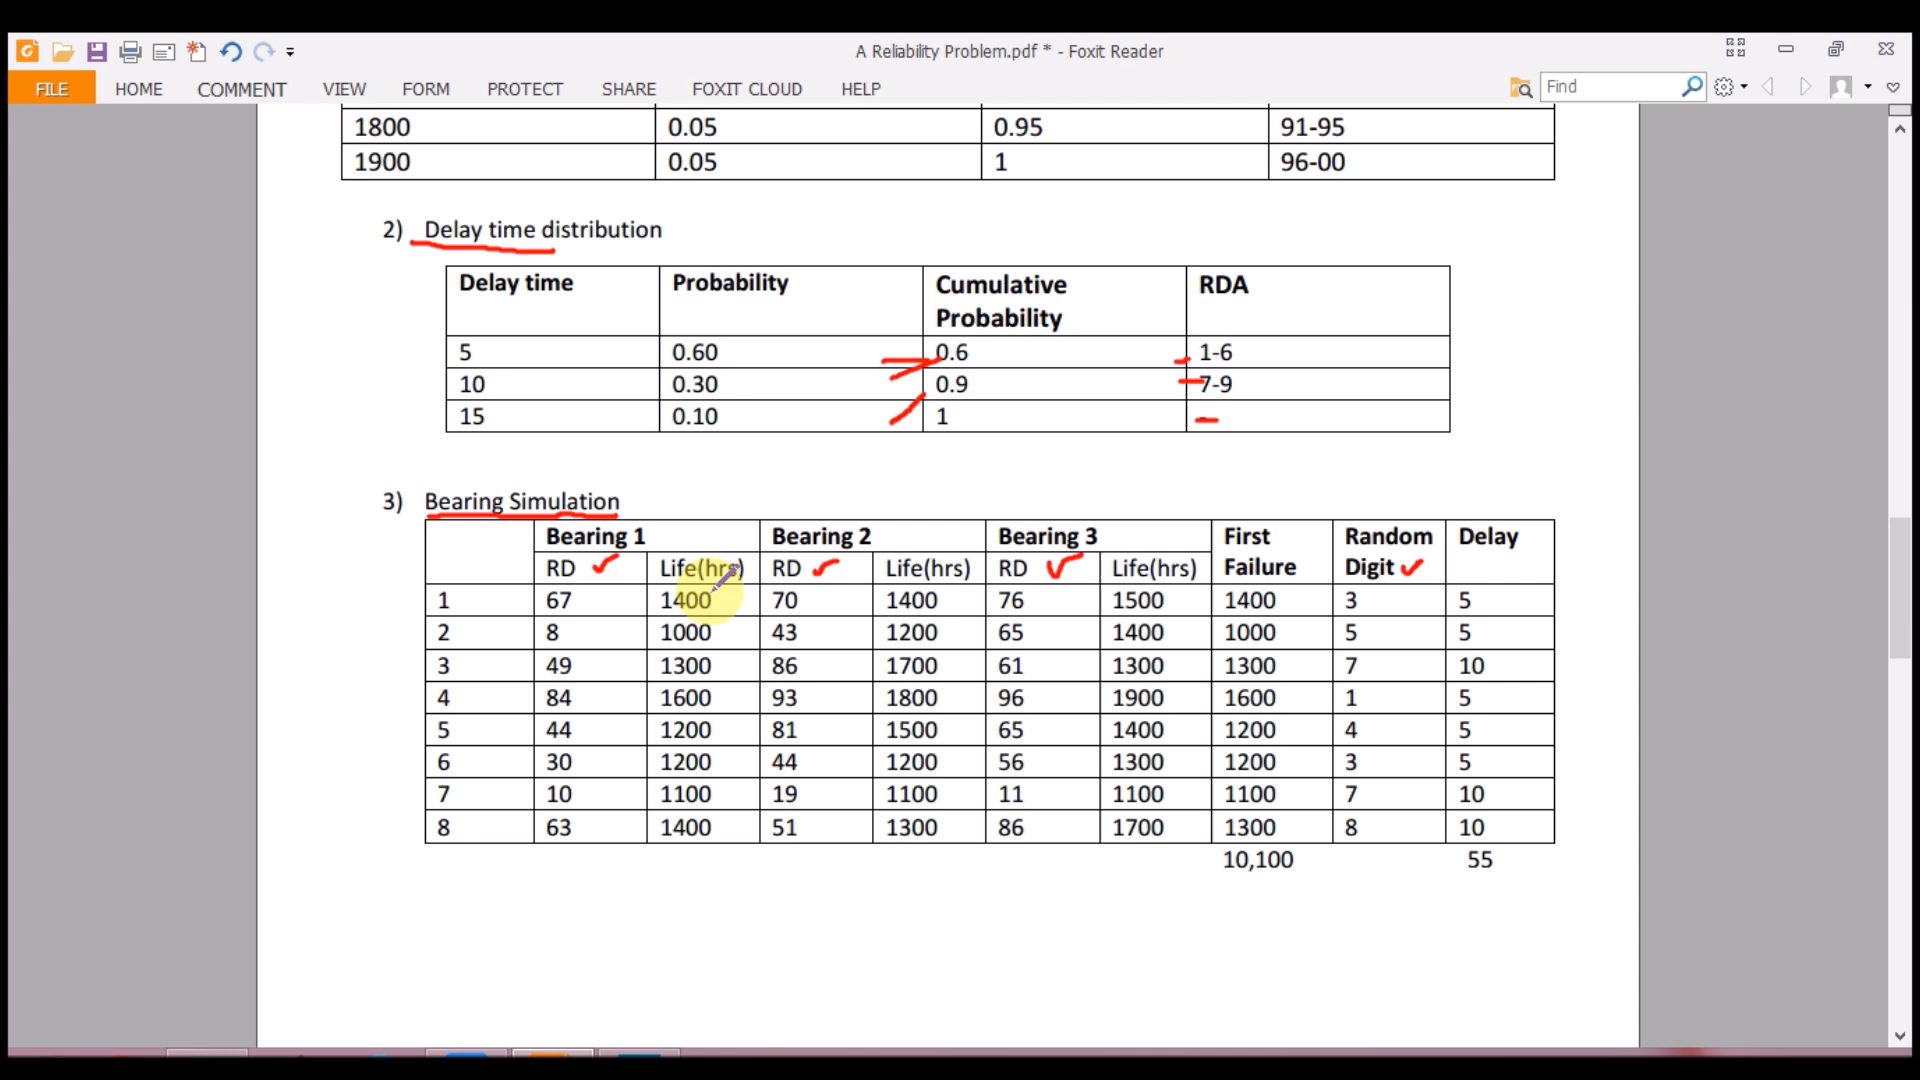 A Reliability Problem.pdf * - Foxit Reader
FILE HOME COMMENT VIEW FORM PROTECT SHARE FOXIT CLOUD HELP Find
1800 0.05 0.95 91-95
1900 0.05 1 96-00
2) Delay time distribution
Delay time Probability Cumulative Probability RDA
5 0.60 0.6 1-6
10 0.30 0.9 7-9
15 0.10 1
3) Bearing Simulation
Bearing 1 Bearing 2 Bearing 3 First Failure Random Digit Delay
RD Life(hrs) RD Life(hrs) RD Life(hrs)
1 67 1400 70 1400 76 1500 1400 3 5
2 8 1000 43 1200 65 1400 1000 5 5
3 49 1300 86 1700 61 1300 1300 7 10
4 84 1600 93 1800 96 1900 1600 1 5
5 44 1200 81 1500 65 1400 1200 4 5
6 30 1200 44 1200 56 1300 1200 3 5
7 10 1100 19 1100 11 1100 1100 7 10
8 63 1400 51 1300 86 1700 1300 8 10
10,100 55